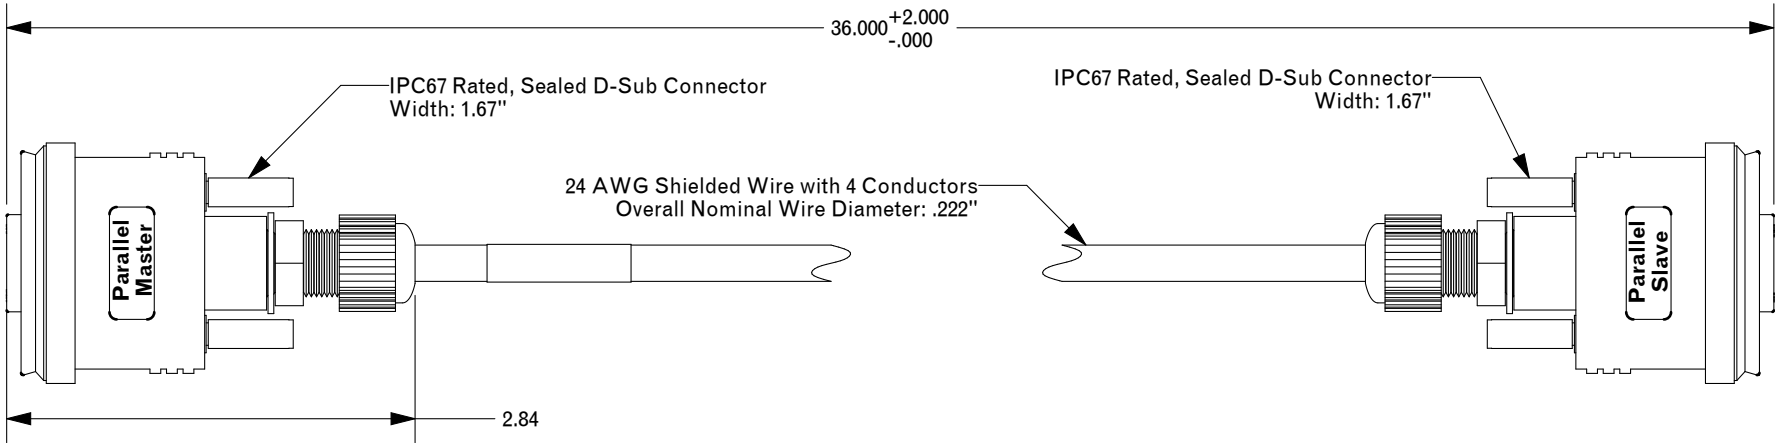 36.000 +2.000
-.000
IPC67 Rated, Sealed D-Sub Connector
Width: 1.67"
IPC67 Rated, Sealed D-Sub Connector
Width: 1.67"
24 AWG Shielded Wire with 4 Conductors
Overall Nominal Wire Diameter: .222"
Parallel
Master
Parallel
Slave
2.84